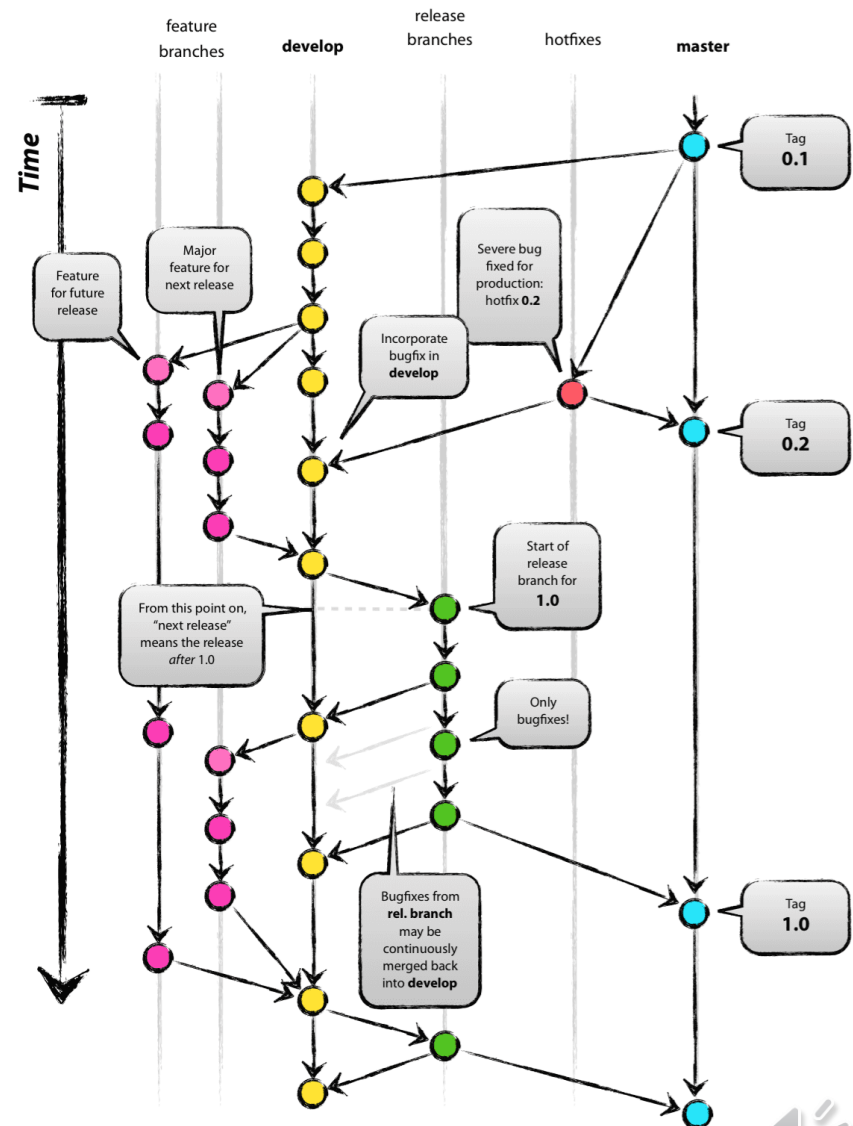 feature
branches
develop
release
branches
hotfixes
master
Time
Tag
0.1
Feature
for future
release
Major
feature for
next release
Severe bug
fixed for
production:
hotfix 0.2
Incorporate
bugfix in
develop
Tag
0.2
Start of
release
branch for
1.0
From this point on,
“next release”
means the release
after 1.0
Only
bugfixes!
Bugfixes from
rel. branch
may be
continuously
merged back
into develop
Tag
1.0